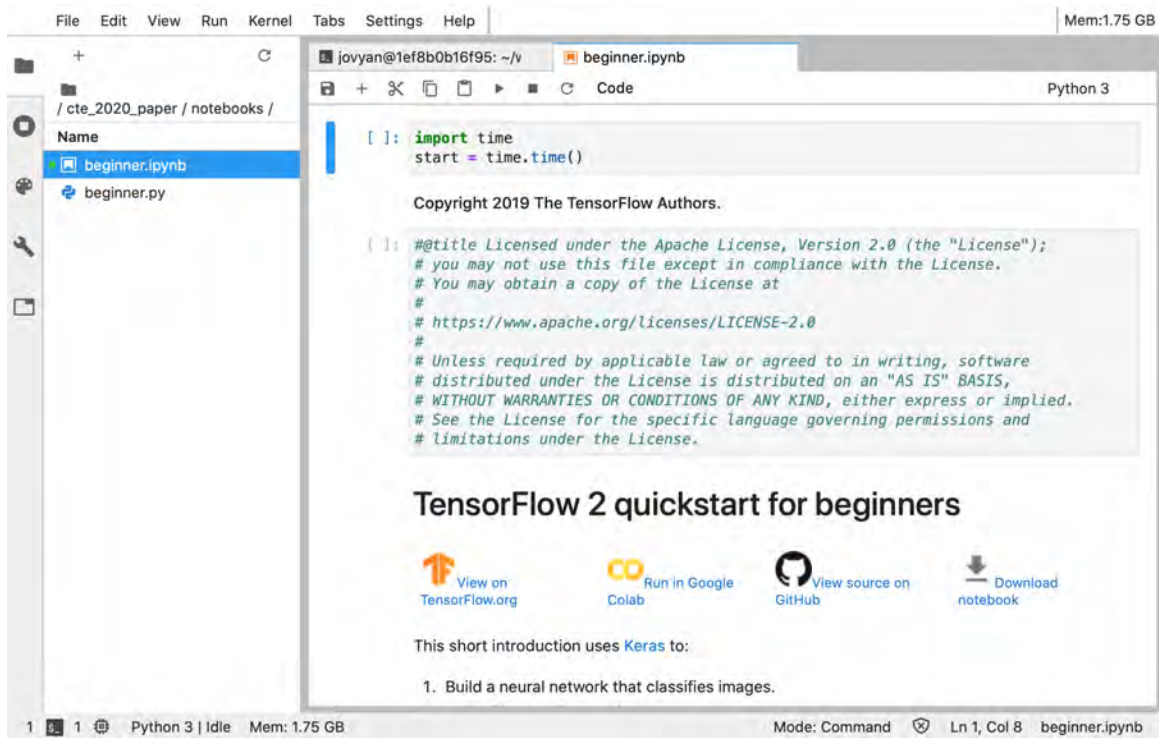 File Edit View Run Kernel Tabs Settings Help
Mem:1.75 GB
/ cte_2020_paper / notebooks /
Name
beginner.ipynb
beginner.py
jovyan@1ef8b0b16f95: ~/v
beginner.ipynb
Code
Python 3
[ ]: import time
start = time.time()
Copyright 2019 The TensorFlow Authors.
[ ]: #@title Licensed under the Apache License, Version 2.0 (the "License");
# you may not use this file except in compliance with the License.
# You may obtain a copy of the License at
#
# https://www.apache.org/licenses/LICENSE-2.0
#
# Unless required by applicable law or agreed to in writing, software
# distributed under the License is distributed on an "AS IS" BASIS,
# WITHOUT WARRANTIES OR CONDITIONS OF ANY KIND, either express or implied.
# See the License for the specific language governing permissions and
# limitations under the License.
TensorFlow 2 quickstart for beginners
View on
TensorFlow.org
Run in Google
Colab
View source on
GitHub
Download
notebook
This short introduction uses Keras to:
1. Build a neural network that classifies images.
1 1 Python 3 | Idle Mem: 1.75 GB
Mode: Command Ln 1, Col 8 beginner.ipynb